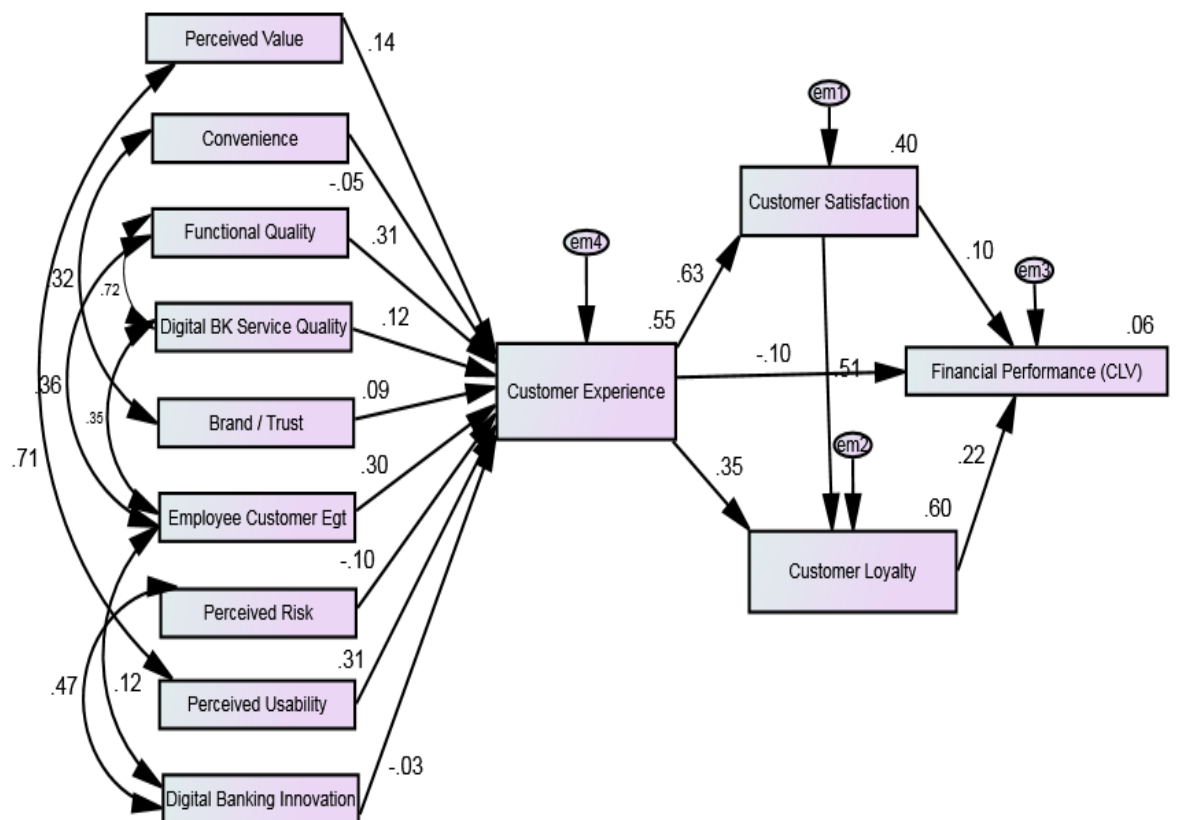 Perceived Value
.14
Convenience
-.05
Functional Quality
.31
.32
.72
Digital BK Service Quality
.12
.36
.35
Brand / Trust
.09
.71
Employee Customer Egt
.30
-.10
Perceived Risk
.31
.47
.12
Perceived Usability
-.03
Digital Banking Innovation
em4
.55
Customer Experience
.63
-.10
.35
em1
.40
Customer Satisfaction
.10
.51
em3
.06
Financial Performance (CLV)
em2
.22
.60
Customer Loyalty